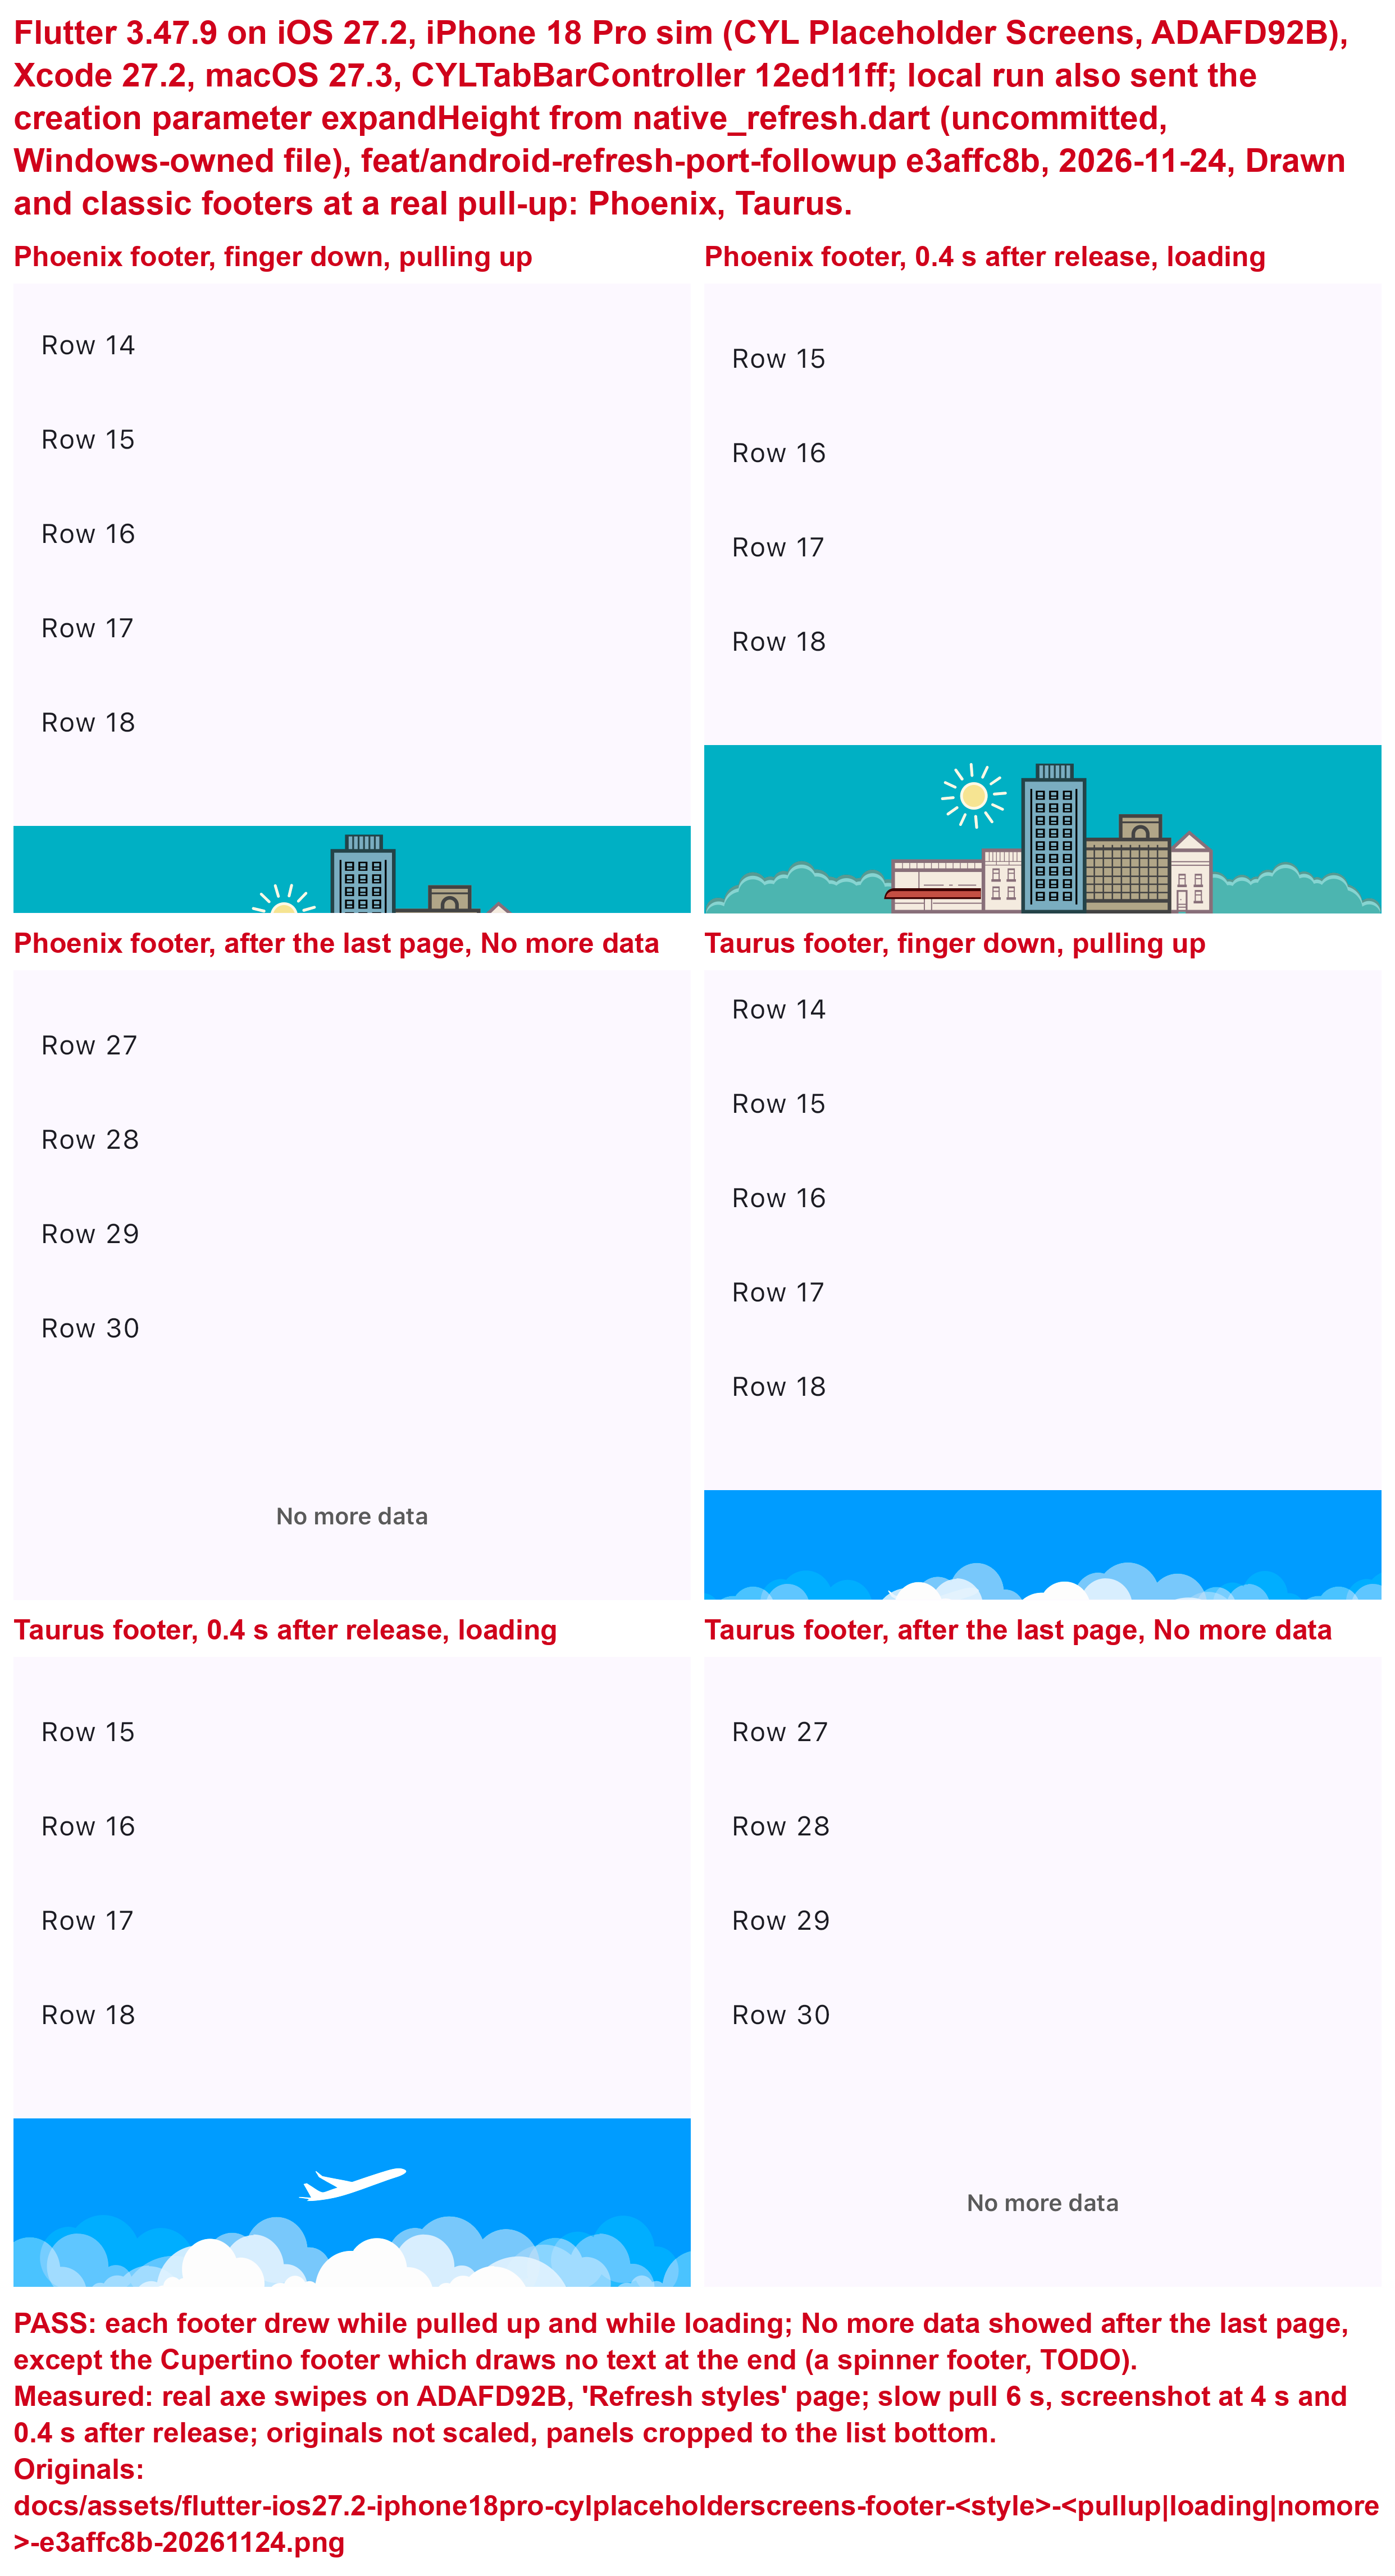 Flutter 3.47.9 on iOS 27.2, iPhone 18 Pro sim (CYL Placeholder Screens, ADAFD92B),
Xcode 27.2, macOS 27.3, CYLTabBarController 12ed11ff; local run also sent the
creation parameter expandHeight from native_refresh.dart (uncommitted,
Windows-owned file), feat/android-refresh-port-followup e3affc8b, 2026-11-24, Drawn
and classic footers at a real pull-up: Phoenix, Taurus.
Phoenix footer, finger down, pulling up
Row 14
Row 15
Row 16
Row 17
Row 18
Phoenix footer, 0.4 s after release, loading
Row 15
Row 16
Row 17
Row 18
Phoenix footer, after the last page, No more data
Row 27
Row 28
Row 29
Row 30
No more data
Taurus footer, finger down, pulling up
Row 14
Row 15
Row 16
Row 17
Row 18
Taurus footer, 0.4 s after release, loading
Row 15
Row 16
Row 17
Row 18
Taurus footer, after the last page, No more data
Row 27
Row 28
Row 29
Row 30
No more data
PASS: each footer drew while pulled up and while loading; No more data showed after the last page,
except the Cupertino footer which draws no text at the end (a spinner footer, TODO).
Measured: real axe swipes on ADAFD92B, 'Refresh styles' page; slow pull 6 s, screenshot at 4 s and
0.4 s after release; originals not scaled, panels cropped to the list bottom.
Originals:
docs/assets/flutter-ios27.2-iphone18pro-cylplaceholderscreens-footer-<style>-<pullup|loading|nomore
>-e3affc8b-20261124.png